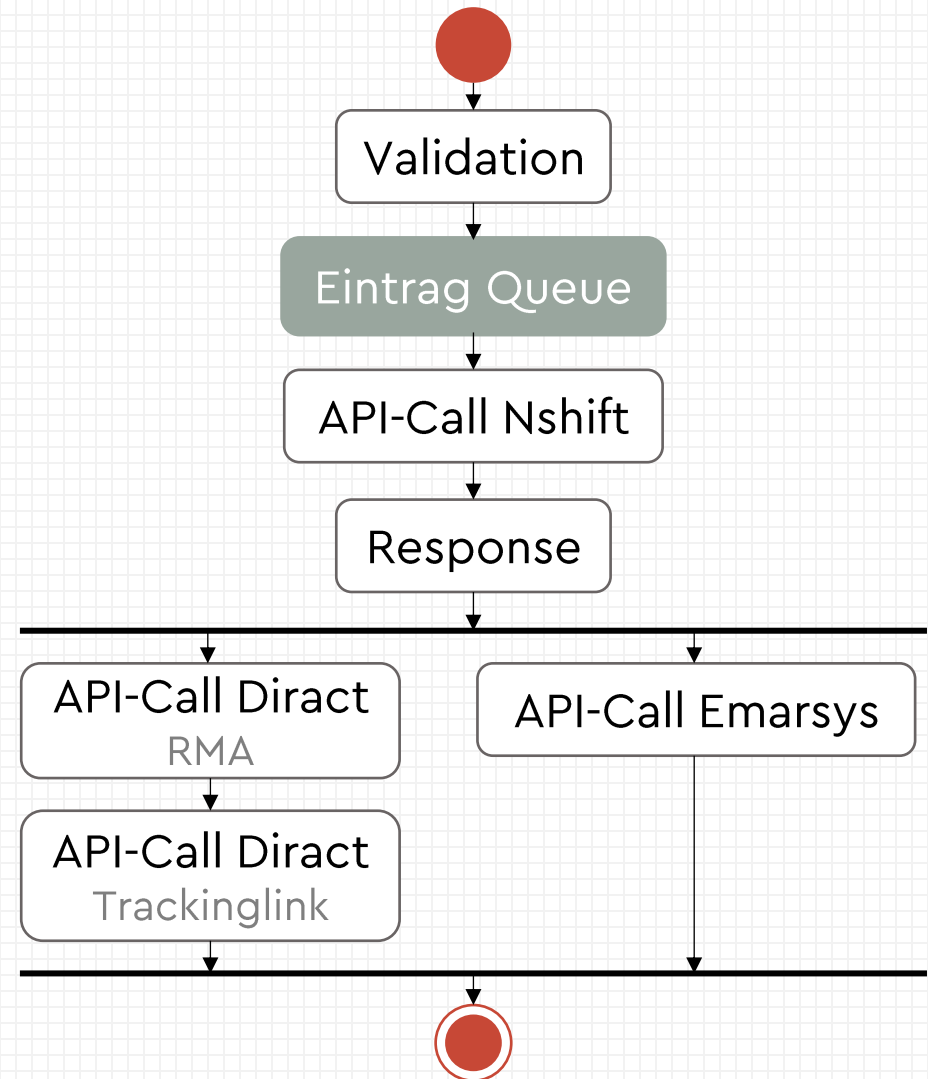 Validation
Eintrag Queue
API-Call Nshift
Response
API-Call Diract
RMA
API-Call Emarsys
API-Call Diract
Trackinglink